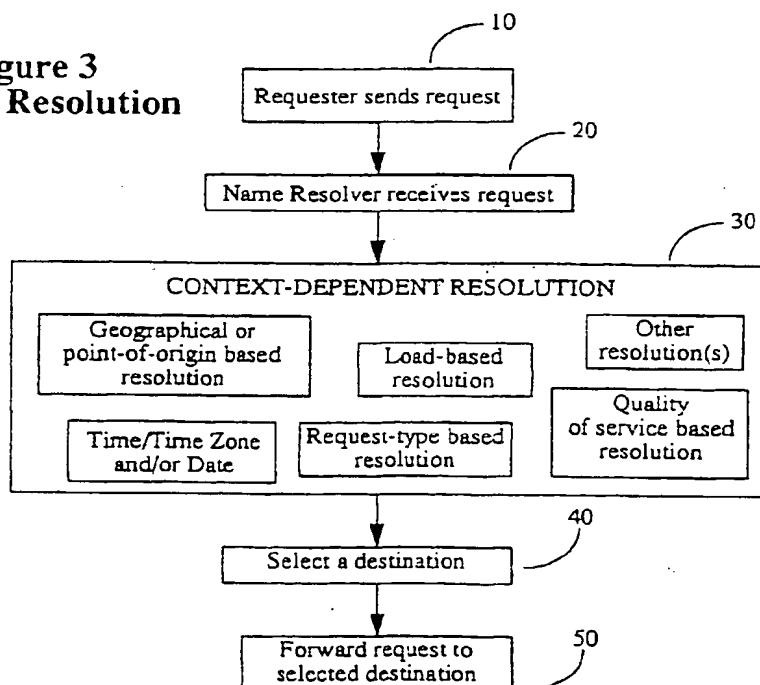 gure 3
Resolution
10
Requester sends request
20
Name Resolver receives request
30
CONTEXT-DEPENDENT RESOLUTION
Geographical or
point-of-origin based
resolution
Load-based
resolution
Other
resolution(s)
Time/Time Zone
and/or Date
Request-type based
resolution
Quality
of service based
resolution
40
Select a destination
50
Forward request to
selected destination